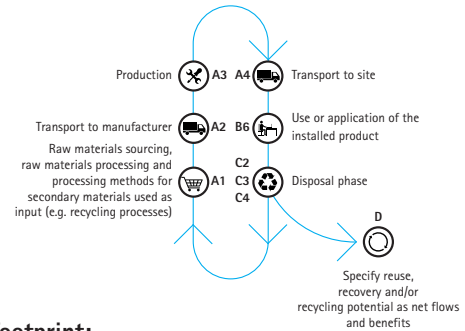 Production
A3
A4
Transport to site
Transport to manufacturer
A2
B6
Use or application of the
installed product
Raw materials sourcing,
raw materials processing and
processing methods for
secondary materials used as
input (e.g. recycling processes)
A1
C2
C3
C4
Disposal phase
D
Specify reuse,
recovery and/or
recycling potential as net flows
and benefits